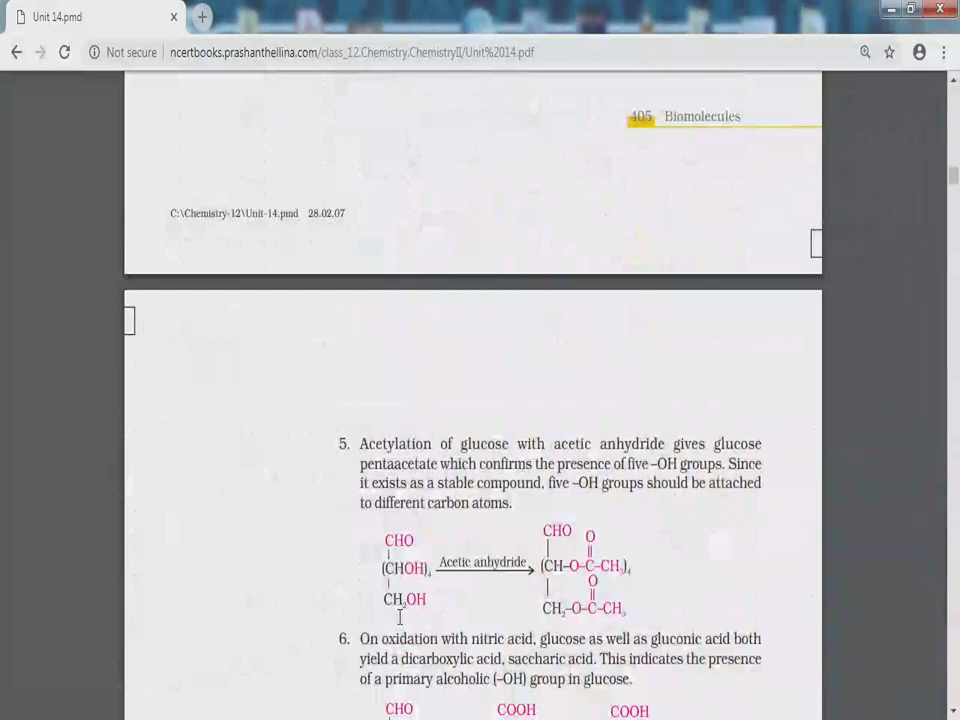 Unit 14.pmd
Not secure ncertbooks.prashanthellina.com/class_12.Chemistry.ChemistryII/Unit%2014.pdf
405 Biomolecules
C:\Chemistry-12\Unit-14.pmd 28.02.07
5. Acetylation of glucose with acetic anhydride gives glucose
pentaacetate which confirms the presence of five –OH groups. Since
it exists as a stable compound, five –OH groups should be attached
to different carbon atoms.
CHO
(CHOH)₄
CH₂OH
Acetic anhydride
CHO
O
(CH–O–C–CH₃)₄
O
CH₂–O–C–CH₃
6. On oxidation with nitric acid, glucose as well as gluconic acid both
yield a dicarboxylic acid, saccharic acid. This indicates the presence
of a primary alcoholic (–OH) group in glucose.
CHO COOH COOH